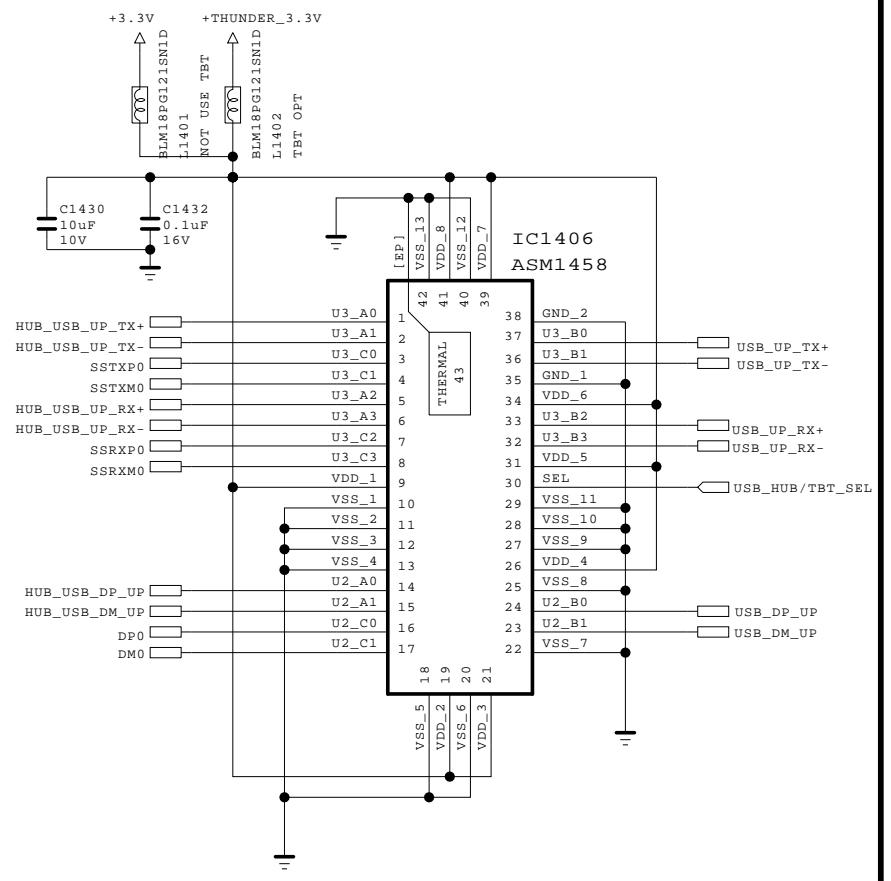 +3.3V
+THUNDER_3.3V
BLM18PG121SN1D
L1401
NOT USE TBT
BLM18PG121SN1D
L1402
TBT OPT
C1430
10uF
10V
C1432
0.1uF
16V
[EP]
VSS_13
VDD_8
VSS_12
VDD_7
IC1406
ASM1458
42
41
40
39
THERMAL
43
HUB_USB_UP_TX+ U3_A0 1
HUB_USB_UP_TX- U3_A1 2
SSTXP0 U3_C0 3
SSTXM0 U3_C1 4
HUB_USB_UP_RX+ U3_A2 5
HUB_USB_UP_RX- U3_A3 6
SSRXP0 U3_C2 7
SSRXM0 U3_C3 8
VDD_1 9
VSS_1 10
VSS_2 11
VSS_3 12
VSS_4 13
HUB_USB_DP_UP U2_A0 14
HUB_USB_DM_UP U2_A1 15
DP0 U2_C0 16
DM0 U2_C1 17
38 GND_2
37 U3_B0 USB_UP_TX+
36 U3_B1 USB_UP_TX-
35 GND_1
34 VDD_6
33 U3_B2 USB_UP_RX+
32 U3_B3 USB_UP_RX-
31 VDD_5
30 SEL USB_HUB/TBT_SEL
29 VSS_11
28 VSS_10
27 VSS_9
26 VDD_4
25 VSS_8
24 U2_B0 USB_DP_UP
23 U2_B1 USB_DM_UP
22 VSS_7
18
19
20
21
VSS_5
VDD_2
VSS_6
VDD_3